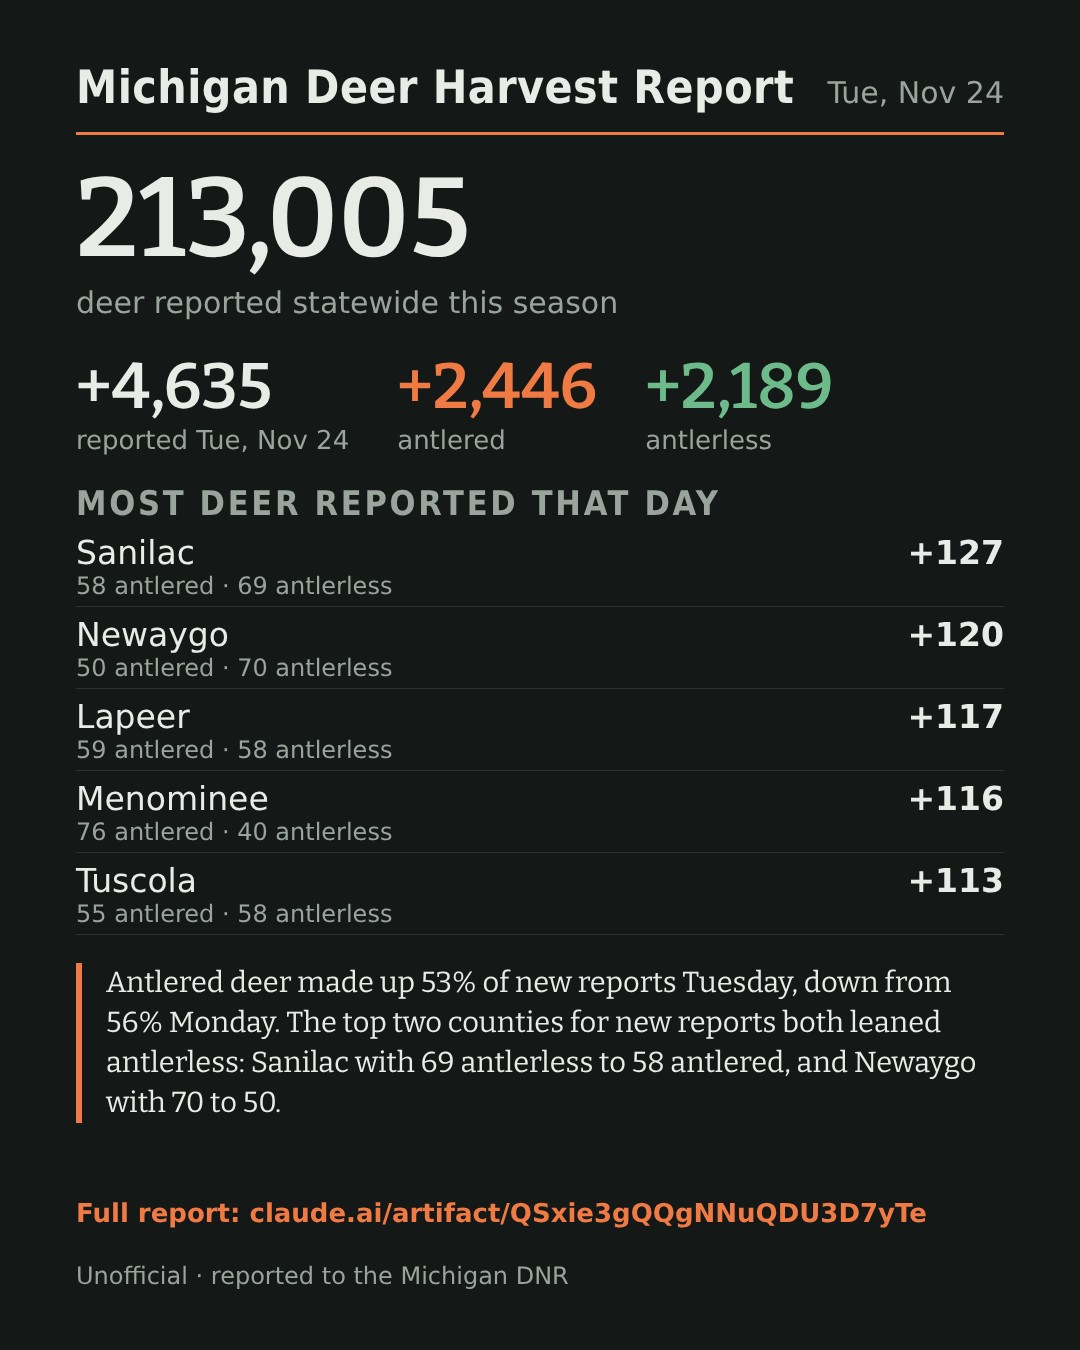 Michigan Deer Harvest Report Tue, Nov 24
213,005
deer reported statewide this season
+4,635 +2,446 +2,189
reported Tue, Nov 24 antlered antlerless
MOST DEER REPORTED THAT DAY
Sanilac +127
58 antlered · 69 antlerless
Newaygo +120
50 antlered · 70 antlerless
Lapeer +117
59 antlered · 58 antlerless
Menominee +116
76 antlered · 40 antlerless
Tuscola +113
55 antlered · 58 antlerless
Antlered deer made up 53% of new reports Tuesday, down from
56% Monday. The top two counties for new reports both leaned
antlerless: Sanilac with 69 antlerless to 58 antlered, and Newaygo
with 70 to 50.
Full report: claude.ai/artifact/QSxie3gQQgNNuQDU3D7yTe
Unofficial · reported to the Michigan DNR